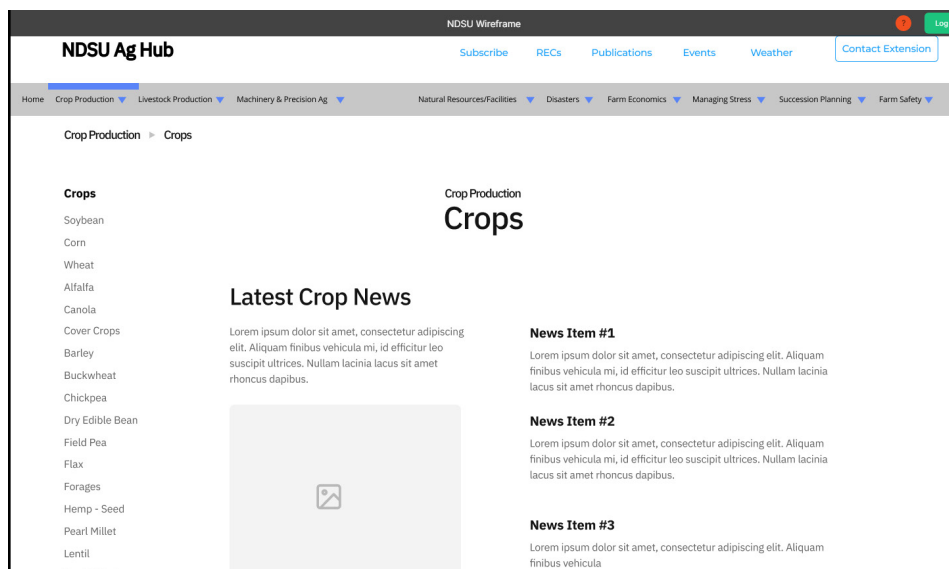 NDSU Wireframe
?
Log
NDSU Ag Hub
Subscribe
RECs
Publications
Events
Weather
Contact Extension
Home
Crop Production
Livestock Production
Machinery & Precision Ag
Natural Resources/Facilities
Disasters
Farm Economics
Managing Stress
Succession Planning
Farm Safety
Crop Production
Crops
Crops
Soybean
Corn
Wheat
Alfalfa
Canola
Cover Crops
Barley
Buckwheat
Chickpea
Dry Edible Bean
Field Pea
Flax
Forages
Hemp - Seed
Pearl Millet
Lentil
Crop Production
Crops
Latest Crop News
Lorem ipsum dolor sit amet, consectetur adipiscing
elit. Aliquam finibus vehicula mi, id efficitur leo
suscipit ultrices. Nullam lacinia lacus sit amet
rhoncus dapibus.
News Item #1
Lorem ipsum dolor sit amet, consectetur adipiscing elit. Aliquam
finibus vehicula mi, id efficitur leo suscipit ultrices. Nullam lacinia
lacus sit amet rhoncus dapibus.
News Item #2
Lorem ipsum dolor sit amet, consectetur adipiscing elit. Aliquam
finibus vehicula mi, id efficitur leo suscipit ultrices. Nullam lacinia
lacus sit amet rhoncus dapibus.
News Item #3
Lorem ipsum dolor sit amet, consectetur adipiscing elit. Aliquam
finibus vehicula